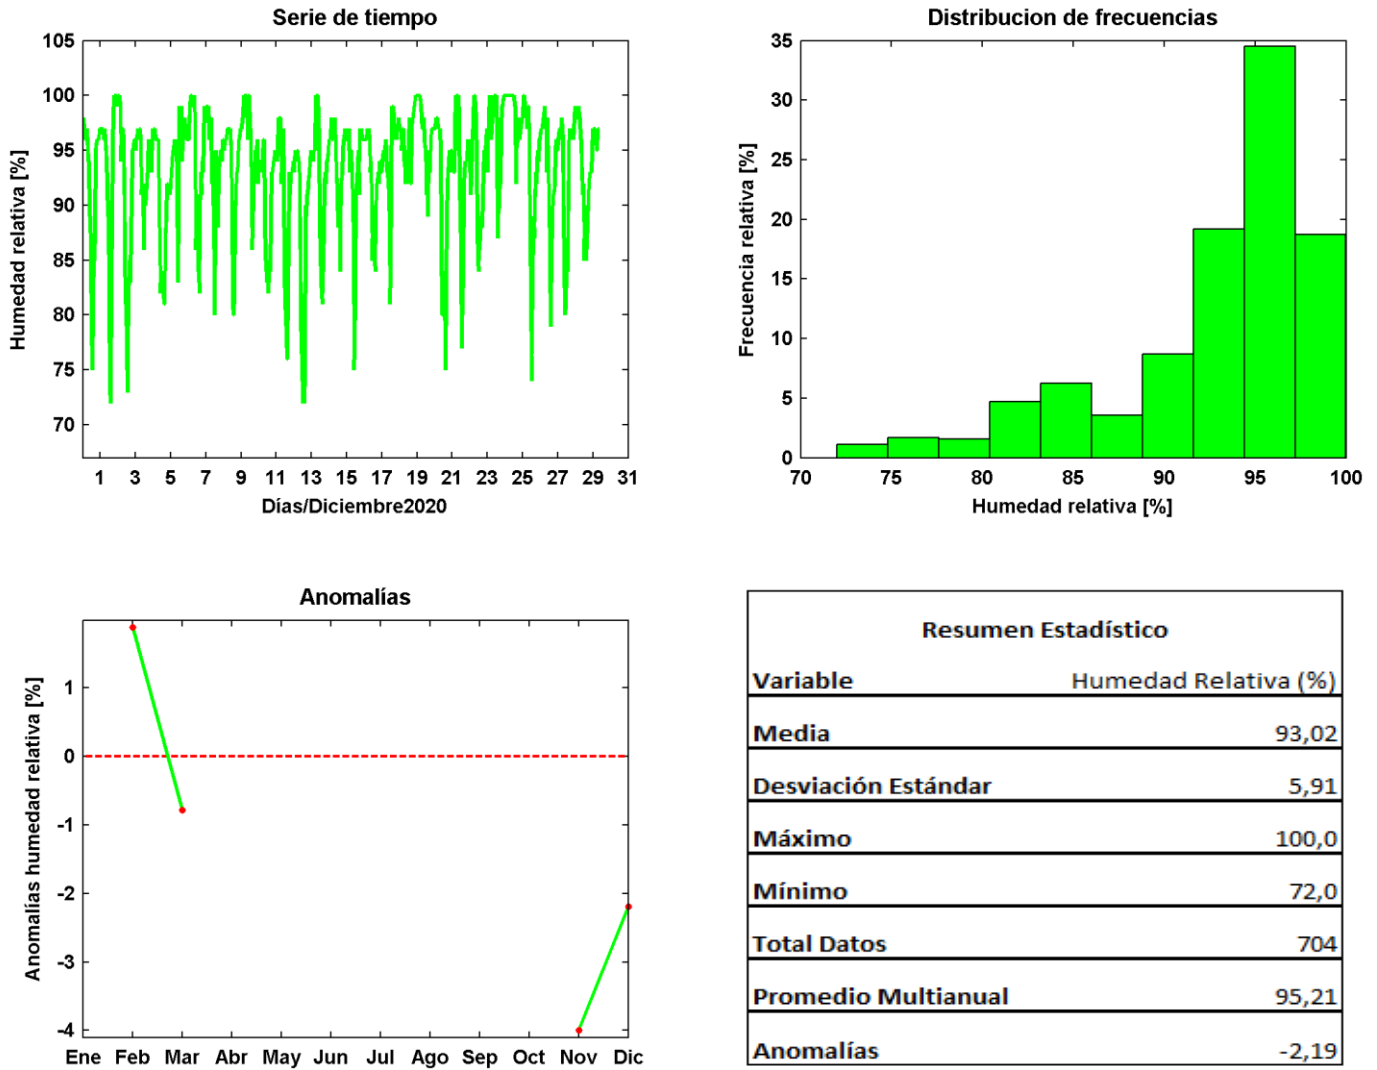 Serie de tiempo
105
100
95
90
85
80
75
70
Humedad relativa [%]
1 3 5 7 9 11 13 15 17 19 21 23 25 27 29 31
Días/Diciembre2020
Distribucion de frecuencias
35
30
25
20
15
10
5
0
Frecuencia relativa [%]
70 75 80 85 90 95 100
Humedad relativa [%]
Anomalías
1
0
-1
-2
-3
-4
Anomalías humedad relativa [%]
Ene Feb Mar Abr May Jun Jul Ago Sep Oct Nov Dic
Resumen Estadístico
Variable Humedad Relativa (%)
Media 93,02
Desviación Estándar 5,91
Máximo 100,0
Mínimo 72,0
Total Datos 704
Promedio Multianual 95,21
Anomalías -2,19